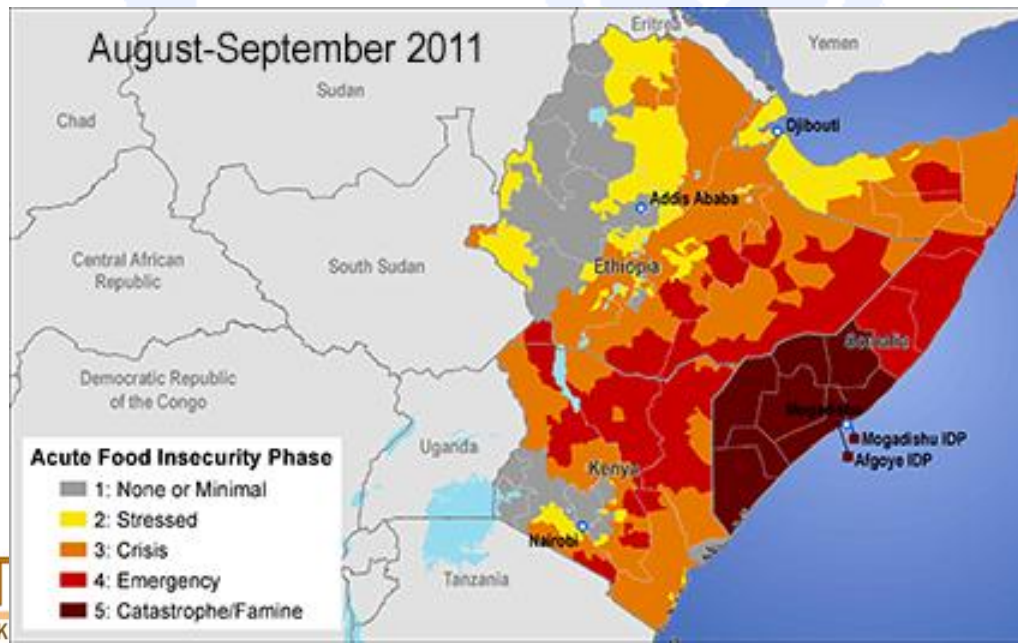 August-September 2011
Eritrea
Yemen
Sudan
Chad
Djibouti
Addis Ababa
Central African
Republic
South Sudan
Ethiopia
Somalia
Democratic Republic
of the Congo
Mogadishu
Uganda
Mogadishu IDP
Afgoye IDP
Kenya
Nairobi
Tanzania
Acute Food Insecurity Phase
1: None or Minimal
2: Stressed
3: Crisis
4: Emergency
5: Catastrophe/Famine